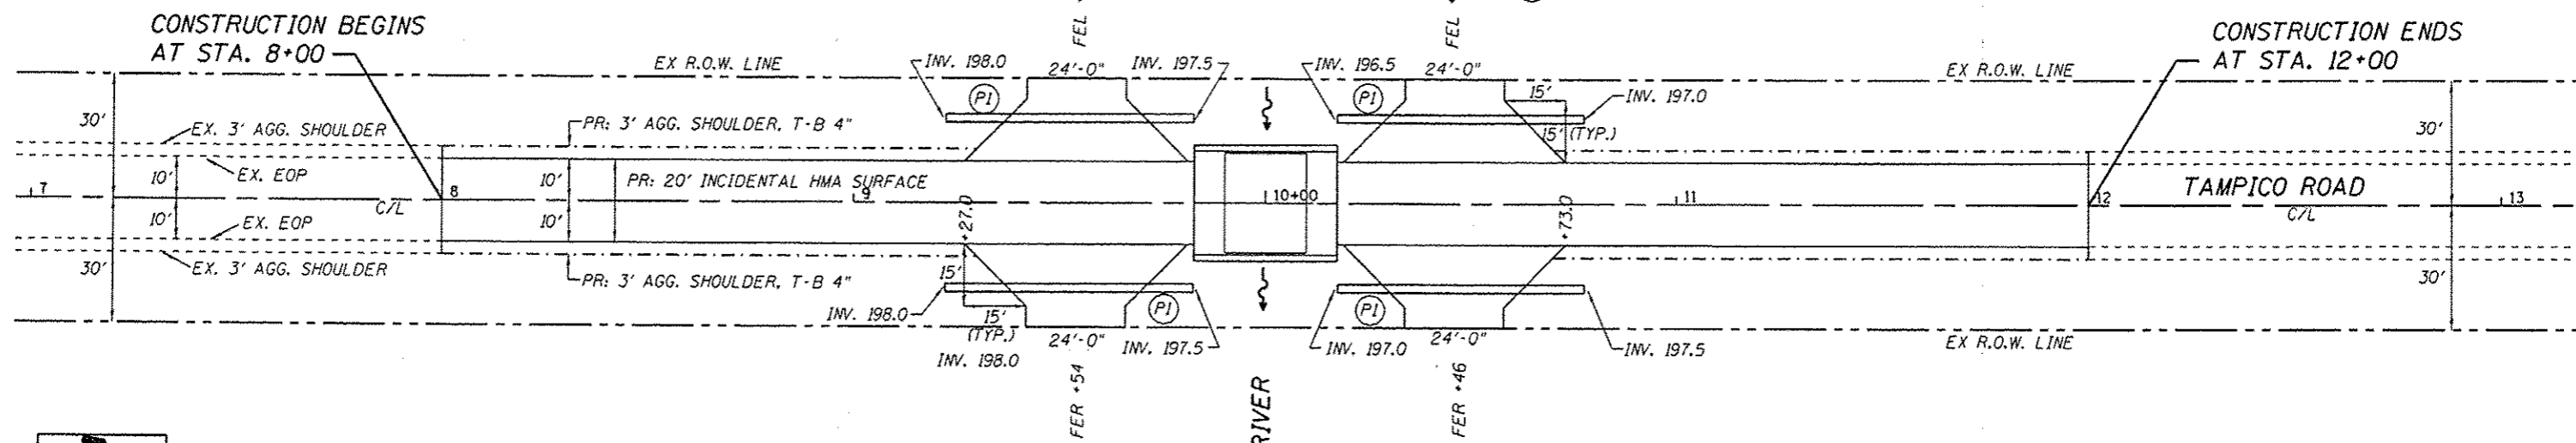 CONSTRUCTION BEGINS
AT STA. 8+00
CONSTRUCTION ENDS
AT STA. 12+00
FEL
FEL
EX R.O.W. LINE
INV. 198.0
24'-0"
INV. 197.5
INV. 196.5
24'-0"
EX R.O.W. LINE
P1
P1
15'
INV. 197.0
30'
EX. 3' AGG. SHOULDER
PR: 3' AGG. SHOULDER, T-B 4"
15' (TYP.)
30'
EX. EOP
10'
10'
PR: 20' INCIDENTAL HMA SURFACE
7
C/L
8
9
10+00
11
12
TAMPICO ROAD
C/L
13
10'
10'
EX. EOP
+27.0
+73.0
30'
EX. 3' AGG. SHOULDER
PR: 3' AGG. SHOULDER, T-B 4"
15'
30'
INV. 198.0
15'
(TYP.)
P1
P1
INV. 198.0
24'-0"
INV. 197.5
INV. 197.0
24'-0"
INV. 197.5
EX R.O.W. LINE
FER +54
RIVER
FER +46